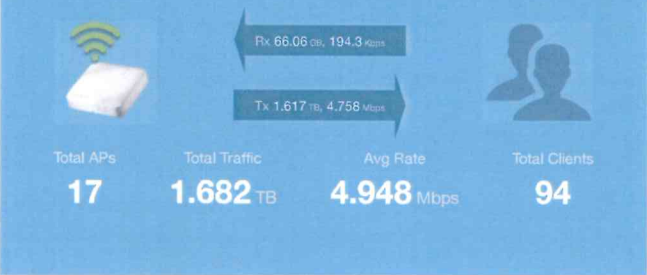 Rx 66.06 GB, 194.3 Kbps
Tx 1.617 TB, 4.758 Mbps
Total APs Total Traffic Avg Rate Total Clients
17 1.682 TB 4.948 Mbps 94